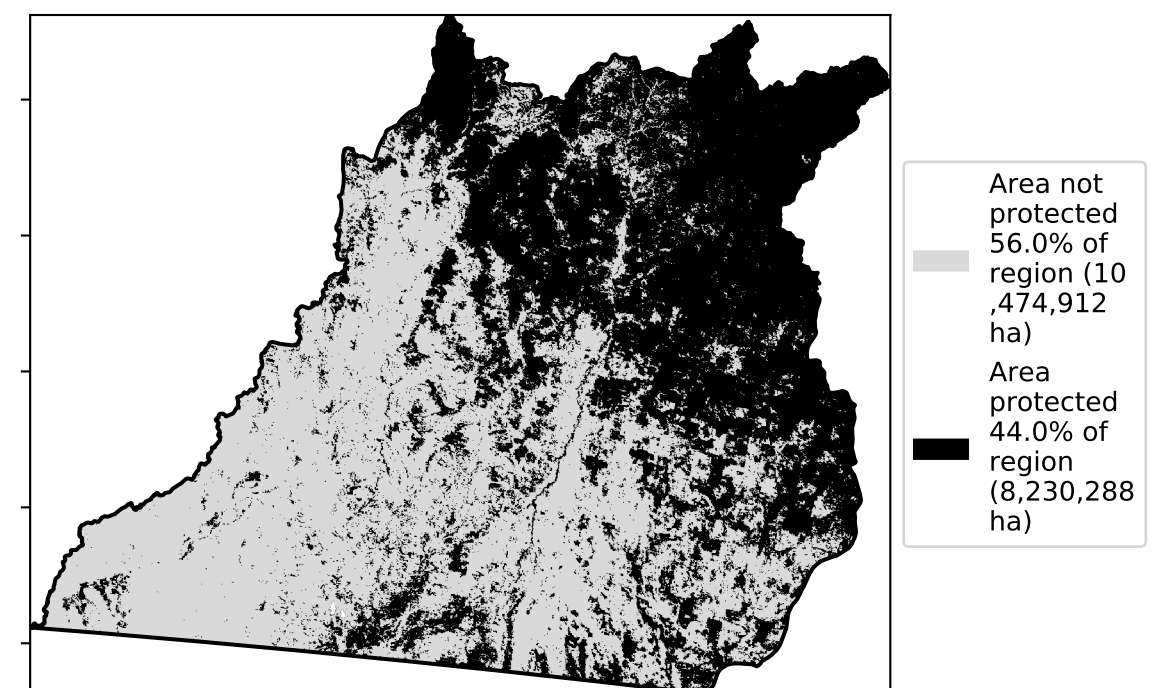 Area not
protected
56.0% of
region (10
,474,912
ha)
Area
protected
44.0% of
region
(8,230,288
ha)